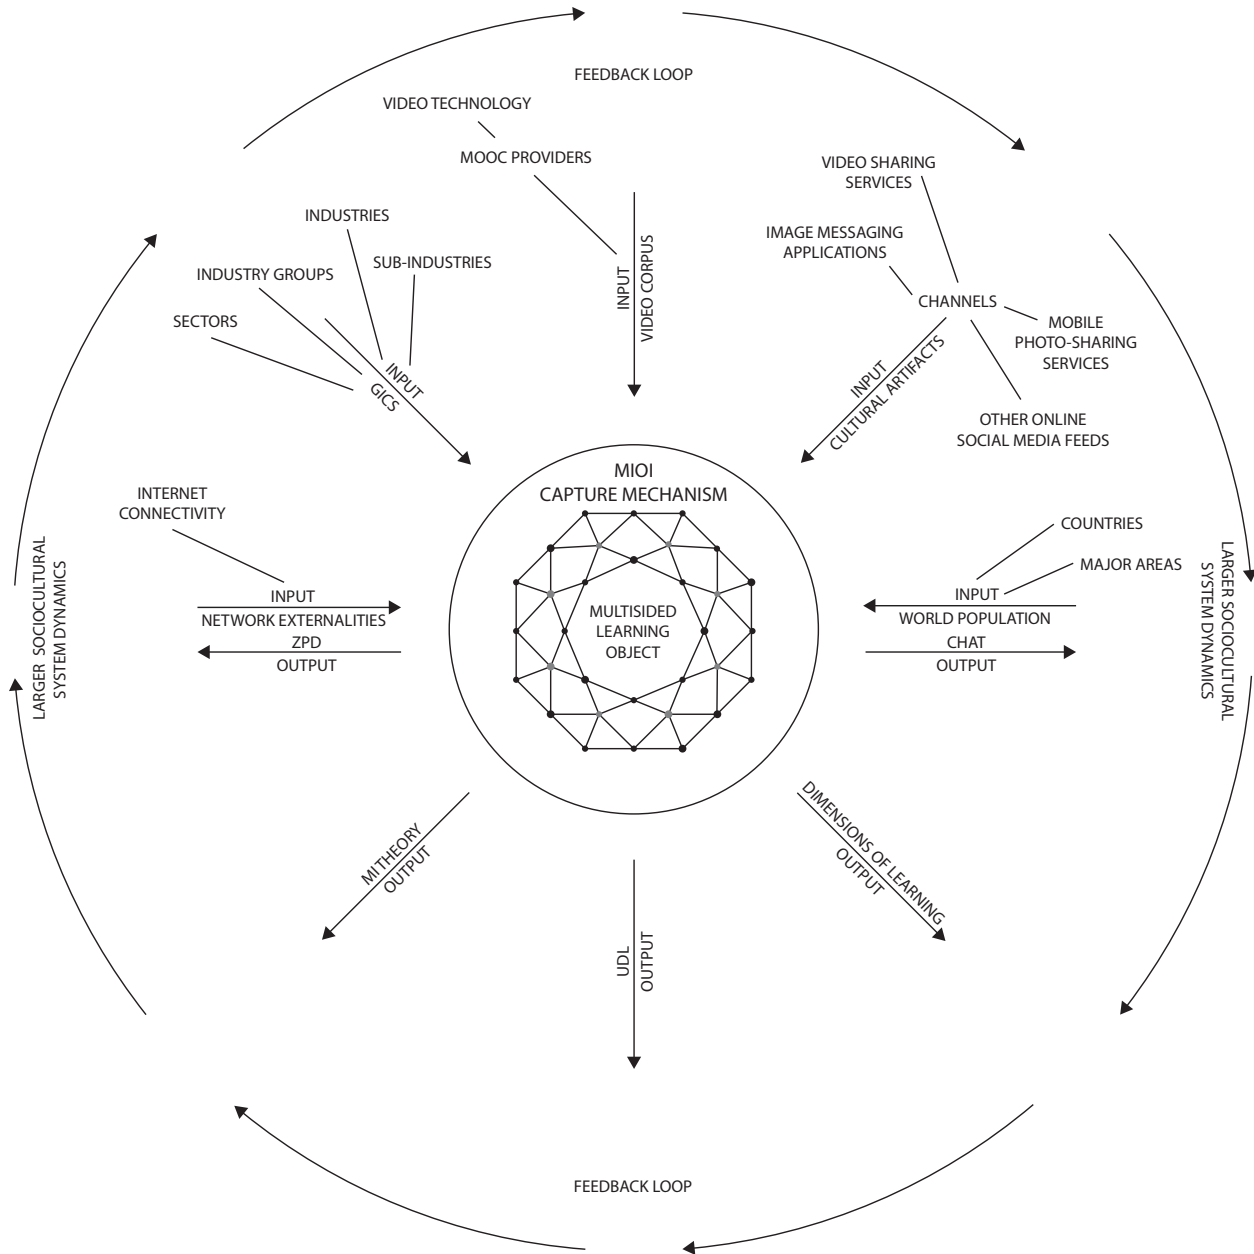 FEEDBACK LOOP
VIDEO TECHNOLOGY
MOOC PROVIDERS
VIDEO SHARING
SERVICES
INDUSTRIES
IMAGE MESSAGING
APPLICATIONS
SUB-INDUSTRIES
INDUSTRY GROUPS
SECTORS
INPUT
VIDEO CORPUS
CHANNELS
MOBILE
PHOTO-SHARING
SERVICES
INPUT
GICS
INPUT
CULTURAL ARTIFACTS
OTHER ONLINE
SOCIAL MEDIA FEEDS
MIOI
CAPTURE MECHANISM
INTERNET
CONNECTIVITY
COUNTRIES
MAJOR AREAS
LARGER SOCIOCULTURAL
SYSTEM DYNAMICS
INPUT
NETWORK EXTERNALITIES
ZPD
OUTPUT
MULTISIDED
LEARNING
OBJECT
INPUT
WORLD POPULATION
CHAT
OUTPUT
LARGER SOCIOCULTURAL
SYSTEM DYNAMICS
MI THEORY
OUTPUT
DIMENSIONS OF LEARNING
OUTPUT
UDL
OUTPUT
FEEDBACK LOOP